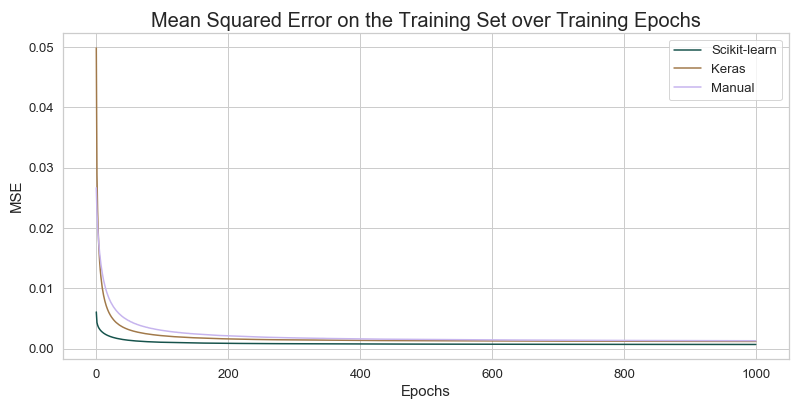 Mean Squared Error on the Training Set over Training Epochs
0.05
0.04
0.03
0.02
0.01
0.00
MSE
Scikit-learn
Keras
Manual
0 200 400 600 800 1000
Epochs